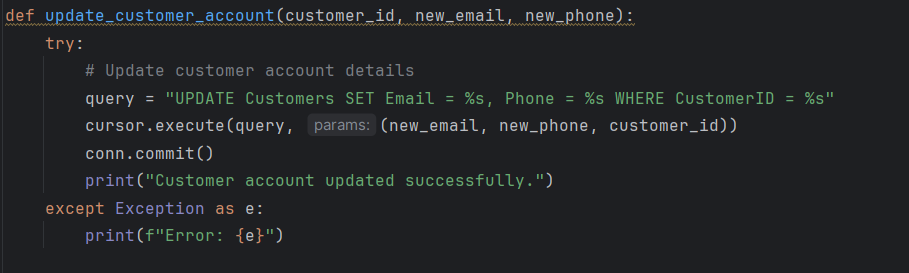 def update_customer_account(customer_id, new_email, new_phone):
    try:
        # Update customer account details
        query = "UPDATE Customers SET Email = %s, Phone = %s WHERE CustomerID = %s"
        cursor.execute(query, params: (new_email, new_phone, customer_id))
        conn.commit()
        print("Customer account updated successfully.")
    except Exception as e:
        print(f"Error: {e}")